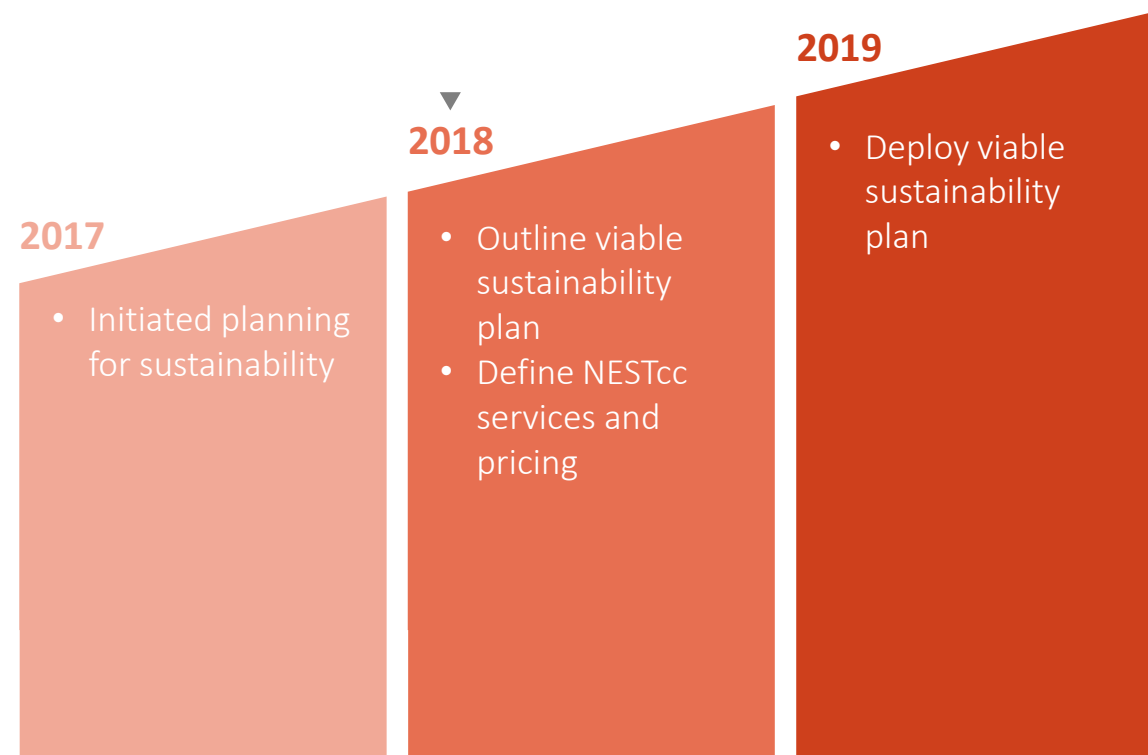 2017
• Initiated planning
for sustainability
2018
• Outline viable
sustainability
plan
• Define NESTcc
services and
pricing
2019
• Deploy viable
sustainability
plan